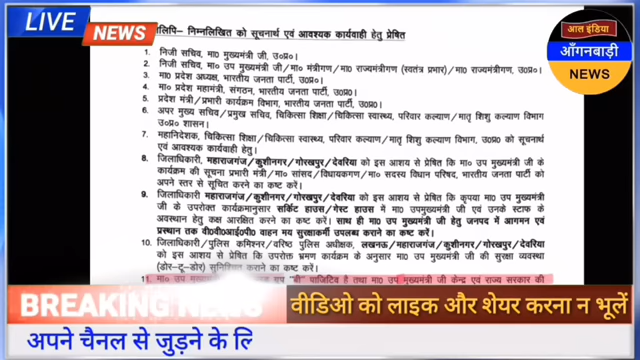 LIVE NEWS
आल इंडिया
आँगनबाड़ी
NEWS
लिपि– निम्नलिखित को सूचनार्थ एवं आवश्यक कार्यवाही हेतु प्रेषित
1. निजी सचिव, मा0 मुख्यमंत्री जी, उ0प्र0।
2. निजी सचिव, मा0 उप मुख्यमंत्री जी/मा0 मंत्रीगण/मा0 राज्यमंत्रीगण (स्वतंत्र प्रभार)/मा0 राज्यमंत्रीगण, उ0प्र0।
3. मा0 प्रदेश अध्यक्ष, भारतीय जनता पार्टी, उ0प्र0।
4. मा0 प्रदेश महामंत्री, संगठन, भारतीय जनता पार्टी, उ0प्र0।
5. प्रदेश मंत्री/प्रभारी कार्यक्रम विभाग, भारतीय जनता पार्टी, उ0प्र0।
6. अपर मुख्य सचिव/प्रमुख सचिव, चिकित्सा शिक्षा/चिकित्सा स्वास्थ्य, परिवार कल्याण/मातृ शिशु कल्याण विभाग
उ0प्र0 शासन।
7. महानिदेशक, चिकित्सा शिक्षा/चिकित्सा स्वास्थ्य, परिवार कल्याण/मातृ शिशु कल्याण विभाग, उ0प्र0 को सूचनार्थ
एवं आवश्यक कार्यवाही हेतु।
8. जिलाधिकारी, महाराजगंज/कुशीनगर/गोरखपुर/देवरिया को इस आशय से प्रेषित कि मा0 उप मुख्यमंत्री जी के
कार्यक्रम की सूचना प्रभारी मंत्री/मा0 सांसद/विधायकगण/मा0 सदस्य विधान परिषद, भारतीय जनता पार्टी को
अपने स्तर से सूचित करने का कष्ट करें।
9. जिलाधिकारी महाराजगंज/कुशीनगर/गोरखपुर/देवरिया को इस आशय से प्रेषित कि कृपया मा0 उप मुख्यमंत्री
जी के उपरोक्त कार्यक्रमानुसार सर्किट हाउस/गेस्ट हाउस में मा0 उपमुख्यमंत्री जी एवं उनके स्टाफ के
अवस्थान हेतु कक्ष आरक्षित करने का कष्ट करें। साथ ही मा0 उप मुख्यमंत्री जी हेतु जनपद में आगमन एवं
प्रस्थान तक वी0वी0आई0पी0 वाहन मय सुरक्षाकर्मी उपलब्ध कराने का कष्ट करें।
10. जिलाधिकारी/पुलिस कमिश्नर/वरिष्ठ पुलिस अधीक्षक, लखनऊ/महाराजगंज/कुशीनगर/गोरखपुर/देवरिया
को इस आशय से प्रेषित कि उपरोक्त भ्रमण कार्यक्रम के अनुसार मा0 उप मुख्यमंत्री जी की सुरक्षा व्यवस्था
(डोर–टू–डोर) सुनिश्चित कराने का कष्ट करें।
11. मा0 उप "बी" पाजिटिव है तथा मा0 उप मुख्यमंत्री जी केन्द्र एवं राज्य सरकार की
BREAKING NEWS वीडियो को लाइक और शेयर करना न भूलें
अपने चैनल से जुड़ने के लि